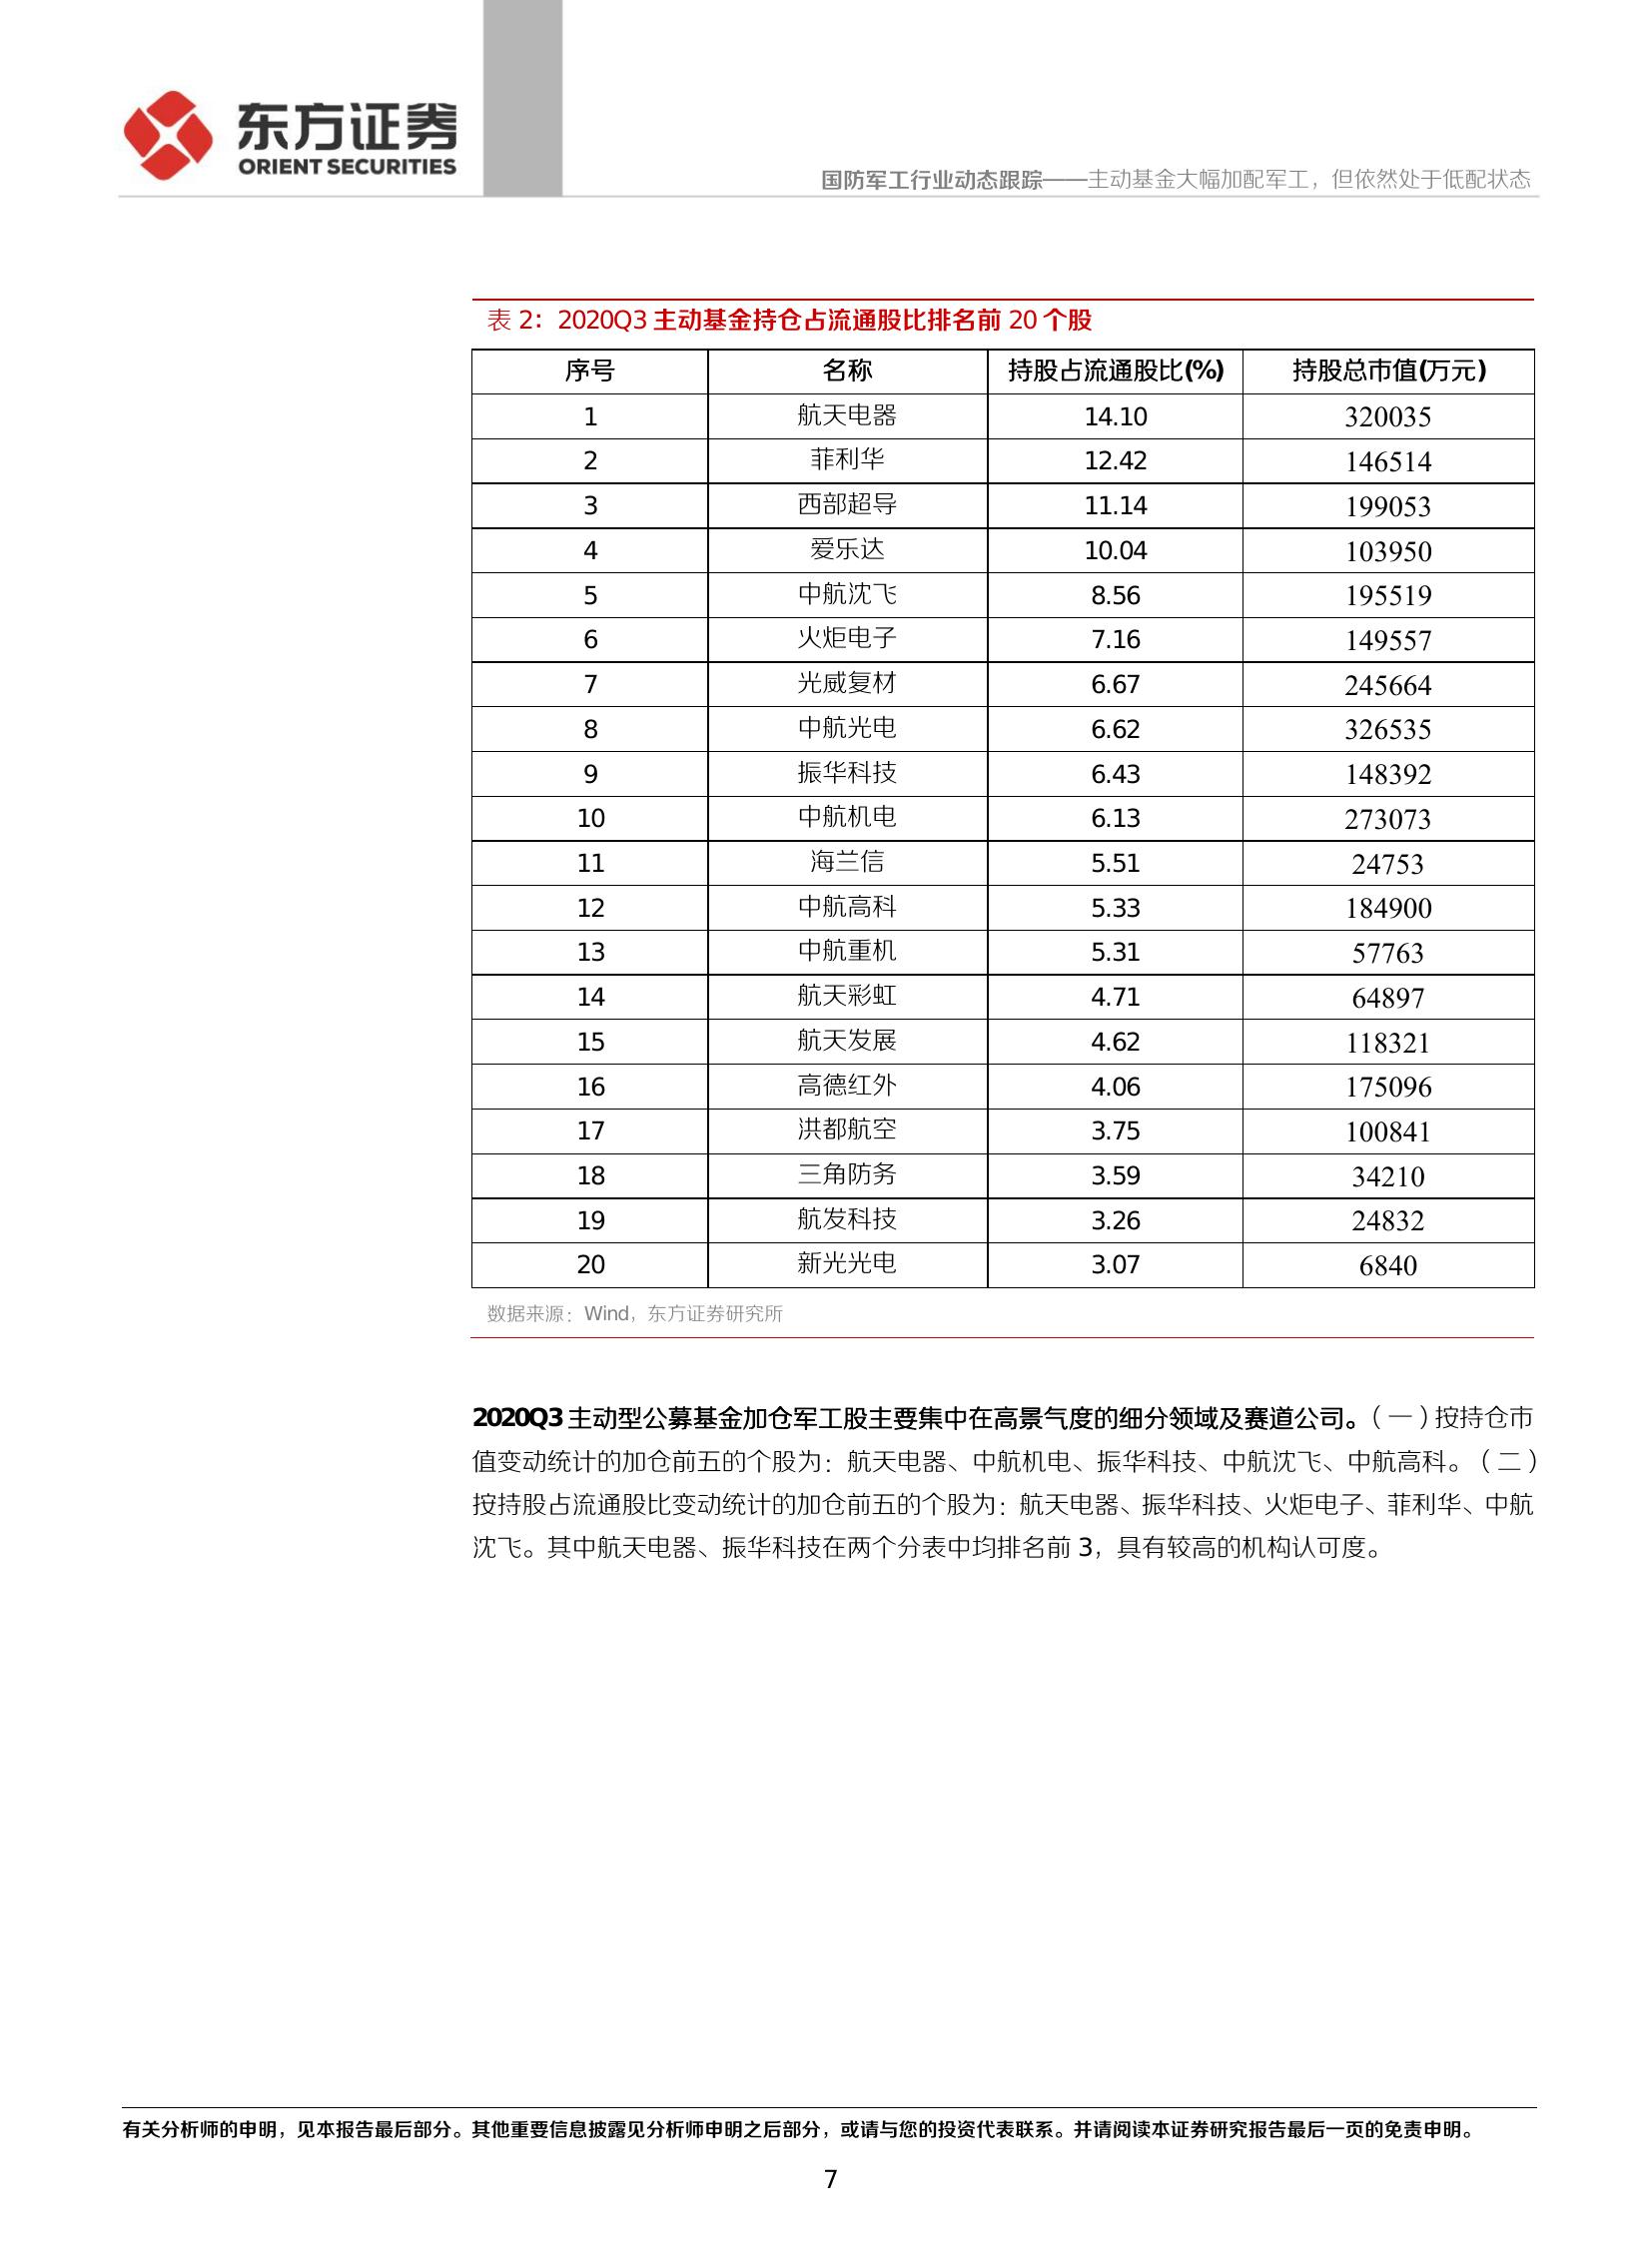 东方证券
ORIENT SECURITIES
国防军工行业动态跟踪——主动基金大幅加配军工，但依然处于低配状态
表 2：2020Q3 主动基金持仓占流通股比排名前 20 个股
序号 名称 持股占流通股比(%) 持股总市值(万元)
1 航天电器 14.10 320035
2 菲利华 12.42 146514
3 西部超导 11.14 199053
4 爱乐达 10.04 103950
5 中航沈飞 8.56 195519
6 火炬电子 7.16 149557
7 光威复材 6.67 245664
8 中航光电 6.62 326535
9 振华科技 6.43 148392
10 中航机电 6.13 273073
11 海兰信 5.51 24753
12 中航高科 5.33 184900
13 中航重机 5.31 57763
14 航天彩虹 4.71 64897
15 航天发展 4.62 118321
16 高德红外 4.06 175096
17 洪都航空 3.75 100841
18 三角防务 3.59 34210
19 航发科技 3.26 24832
20 新光光电 3.07 6840
数据来源：Wind，东方证券研究所
2020Q3 主动型公募基金加仓军工股主要集中在高景气度的细分领域及赛道公司。（一）按持仓市
值变动统计的加仓前五的个股为：航天电器、中航机电、振华科技、中航沈飞、中航高科。（二）
按持股占流通股比变动统计的加仓前五的个股为：航天电器、振华科技、火炬电子、菲利华、中航
沈飞。其中航天电器、振华科技在两个分表中均排名前 3，具有较高的机构认可度。
有关分析师的申明，见本报告最后部分。其他重要信息披露见分析师申明之后部分，或请与您的投资代表联系。并请阅读本证券研究报告最后一页的免责申明。
7